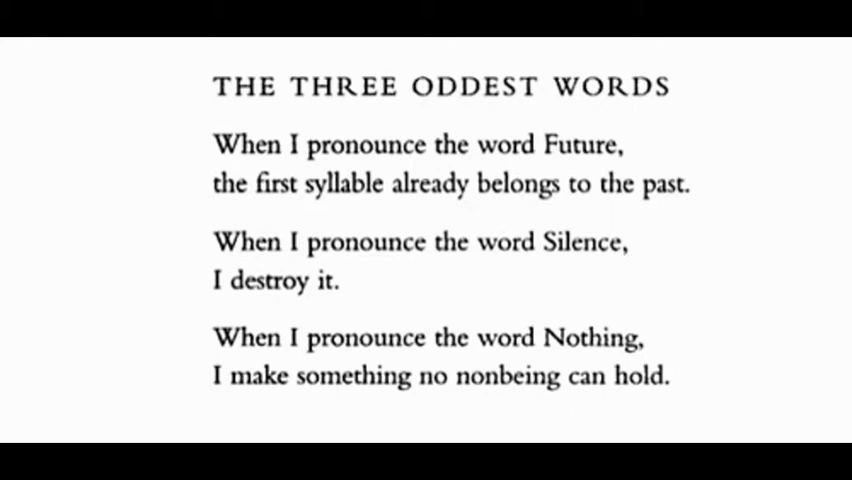 THE THREE ODDEST WORDS
When I pronounce the word Future,
the first syllable already belongs to the past.
When I pronounce the word Silence,
I destroy it.
When I pronounce the word Nothing,
I make something no nonbeing can hold.